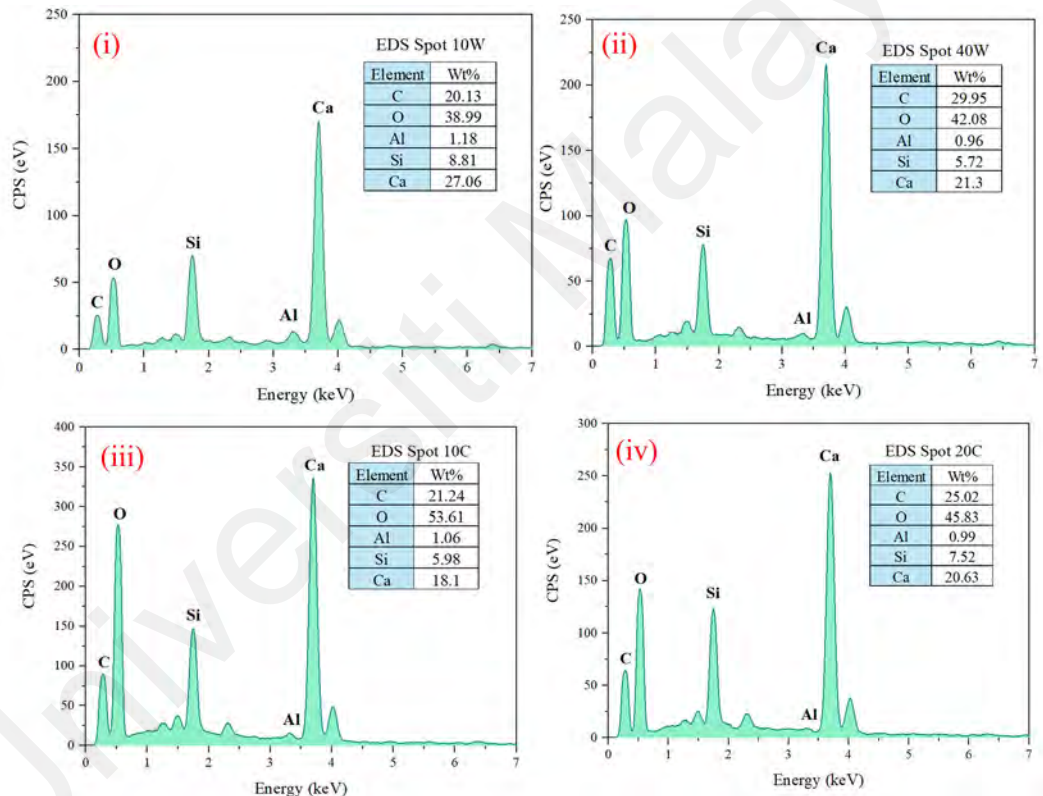 (i)
EDS Spot 10W
Element Wt%
C 20.13
O 38.99
Al 1.18
Si 8.81
Ca 27.06
C
O
Si
Al
Ca
250
200
150
100
50
0
CPS (eV)
0 1 2 3 4 5 6 7
Energy (keV)
(ii)
EDS Spot 40W
Element Wt%
C 29.95
O 42.08
Al 0.96
Si 5.72
Ca 21.3
C
O
Si
Al
Ca
250
200
150
100
50
0
CPS (eV)
0 1 2 3 4 5 6 7
Energy (keV)
(iii)
EDS Spot 10C
Element Wt%
C 21.24
O 53.61
Al 1.06
Si 5.98
Ca 18.1
C
O
Si
Al
Ca
400
350
300
250
200
150
100
50
0
CPS (eV)
0 1 2 3 4 5 6 7
Energy (keV)
(iv)
EDS Spot 20C
Element Wt%
C 25.02
O 45.83
Al 0.99
Si 7.52
Ca 20.63
C
O
Si
Al
Ca
300
250
200
150
100
50
0
CPS (eV)
0 1 2 3 4 5 6 7
Energy (keV)
Universiti Malay